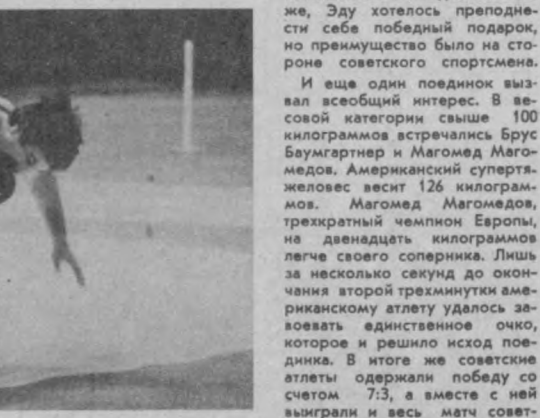 же, Эду хотелось преподне-
сти себе победный подарок,
но преимущество было на сто-
роне советского спортсмена.
И еще один поединок выз-
вал всеобщий интерес. В ве-
совой категории свыше 100
килограммов встречались Брус
Баумгартнер и Магомед Маго-
медов. Американский супертя-
желовес весит 126 килограм-
мов. Магомед Магомедов,
трехкратный чемпион Европы,
на двенадцать килограммов
легче своего соперника. Лишь
за несколько секунд до окон-
чания второй трехминутки аме-
риканскому атлету удалось за-
воевать единственное очко,
которое и решило исход пое-
динка. В итоге же советские
атлеты одержали победу со
счетом 7:3, а вместе с ней
выиграли и весь матч совет-